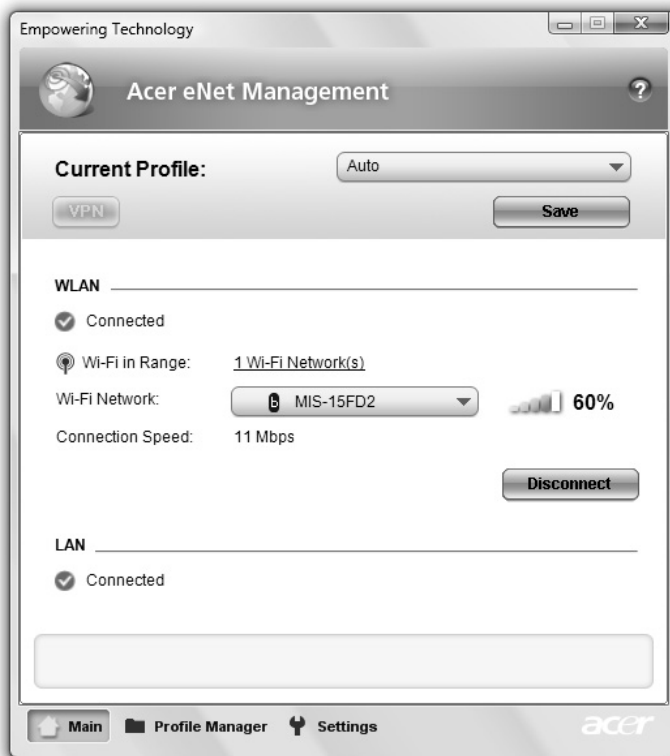 Empowering Technology
Acer eNet Management
?
Current Profile:
Auto
VPN
Save
WLAN
Connected
Wi-Fi in Range: 1 Wi-Fi Network(s)
Wi-Fi Network: b MIS-15FD2 60%
Connection Speed: 11 Mbps
Disconnect
LAN
Connected
Main Profile Manager Settings acer